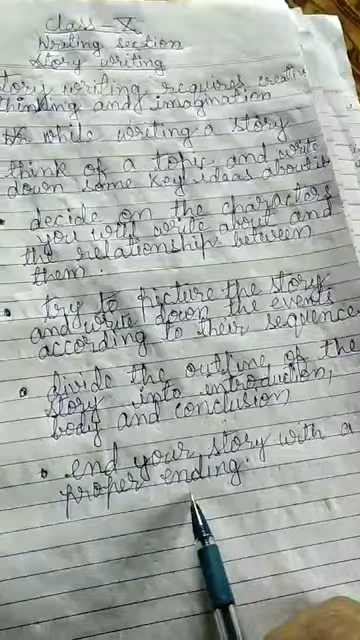 Class - X
Writing section
Story writing
tory writing requires creative
thinking and imagination
while writing a story
think of a topic and write
down some key ideas about it
decide on the characters
you will write about and
the relationship between
them.
try to picture the story
and write down the events
according to their sequence
divide the outline of the
story into introduction,
body and conclusion
end your story with a
proper ending.